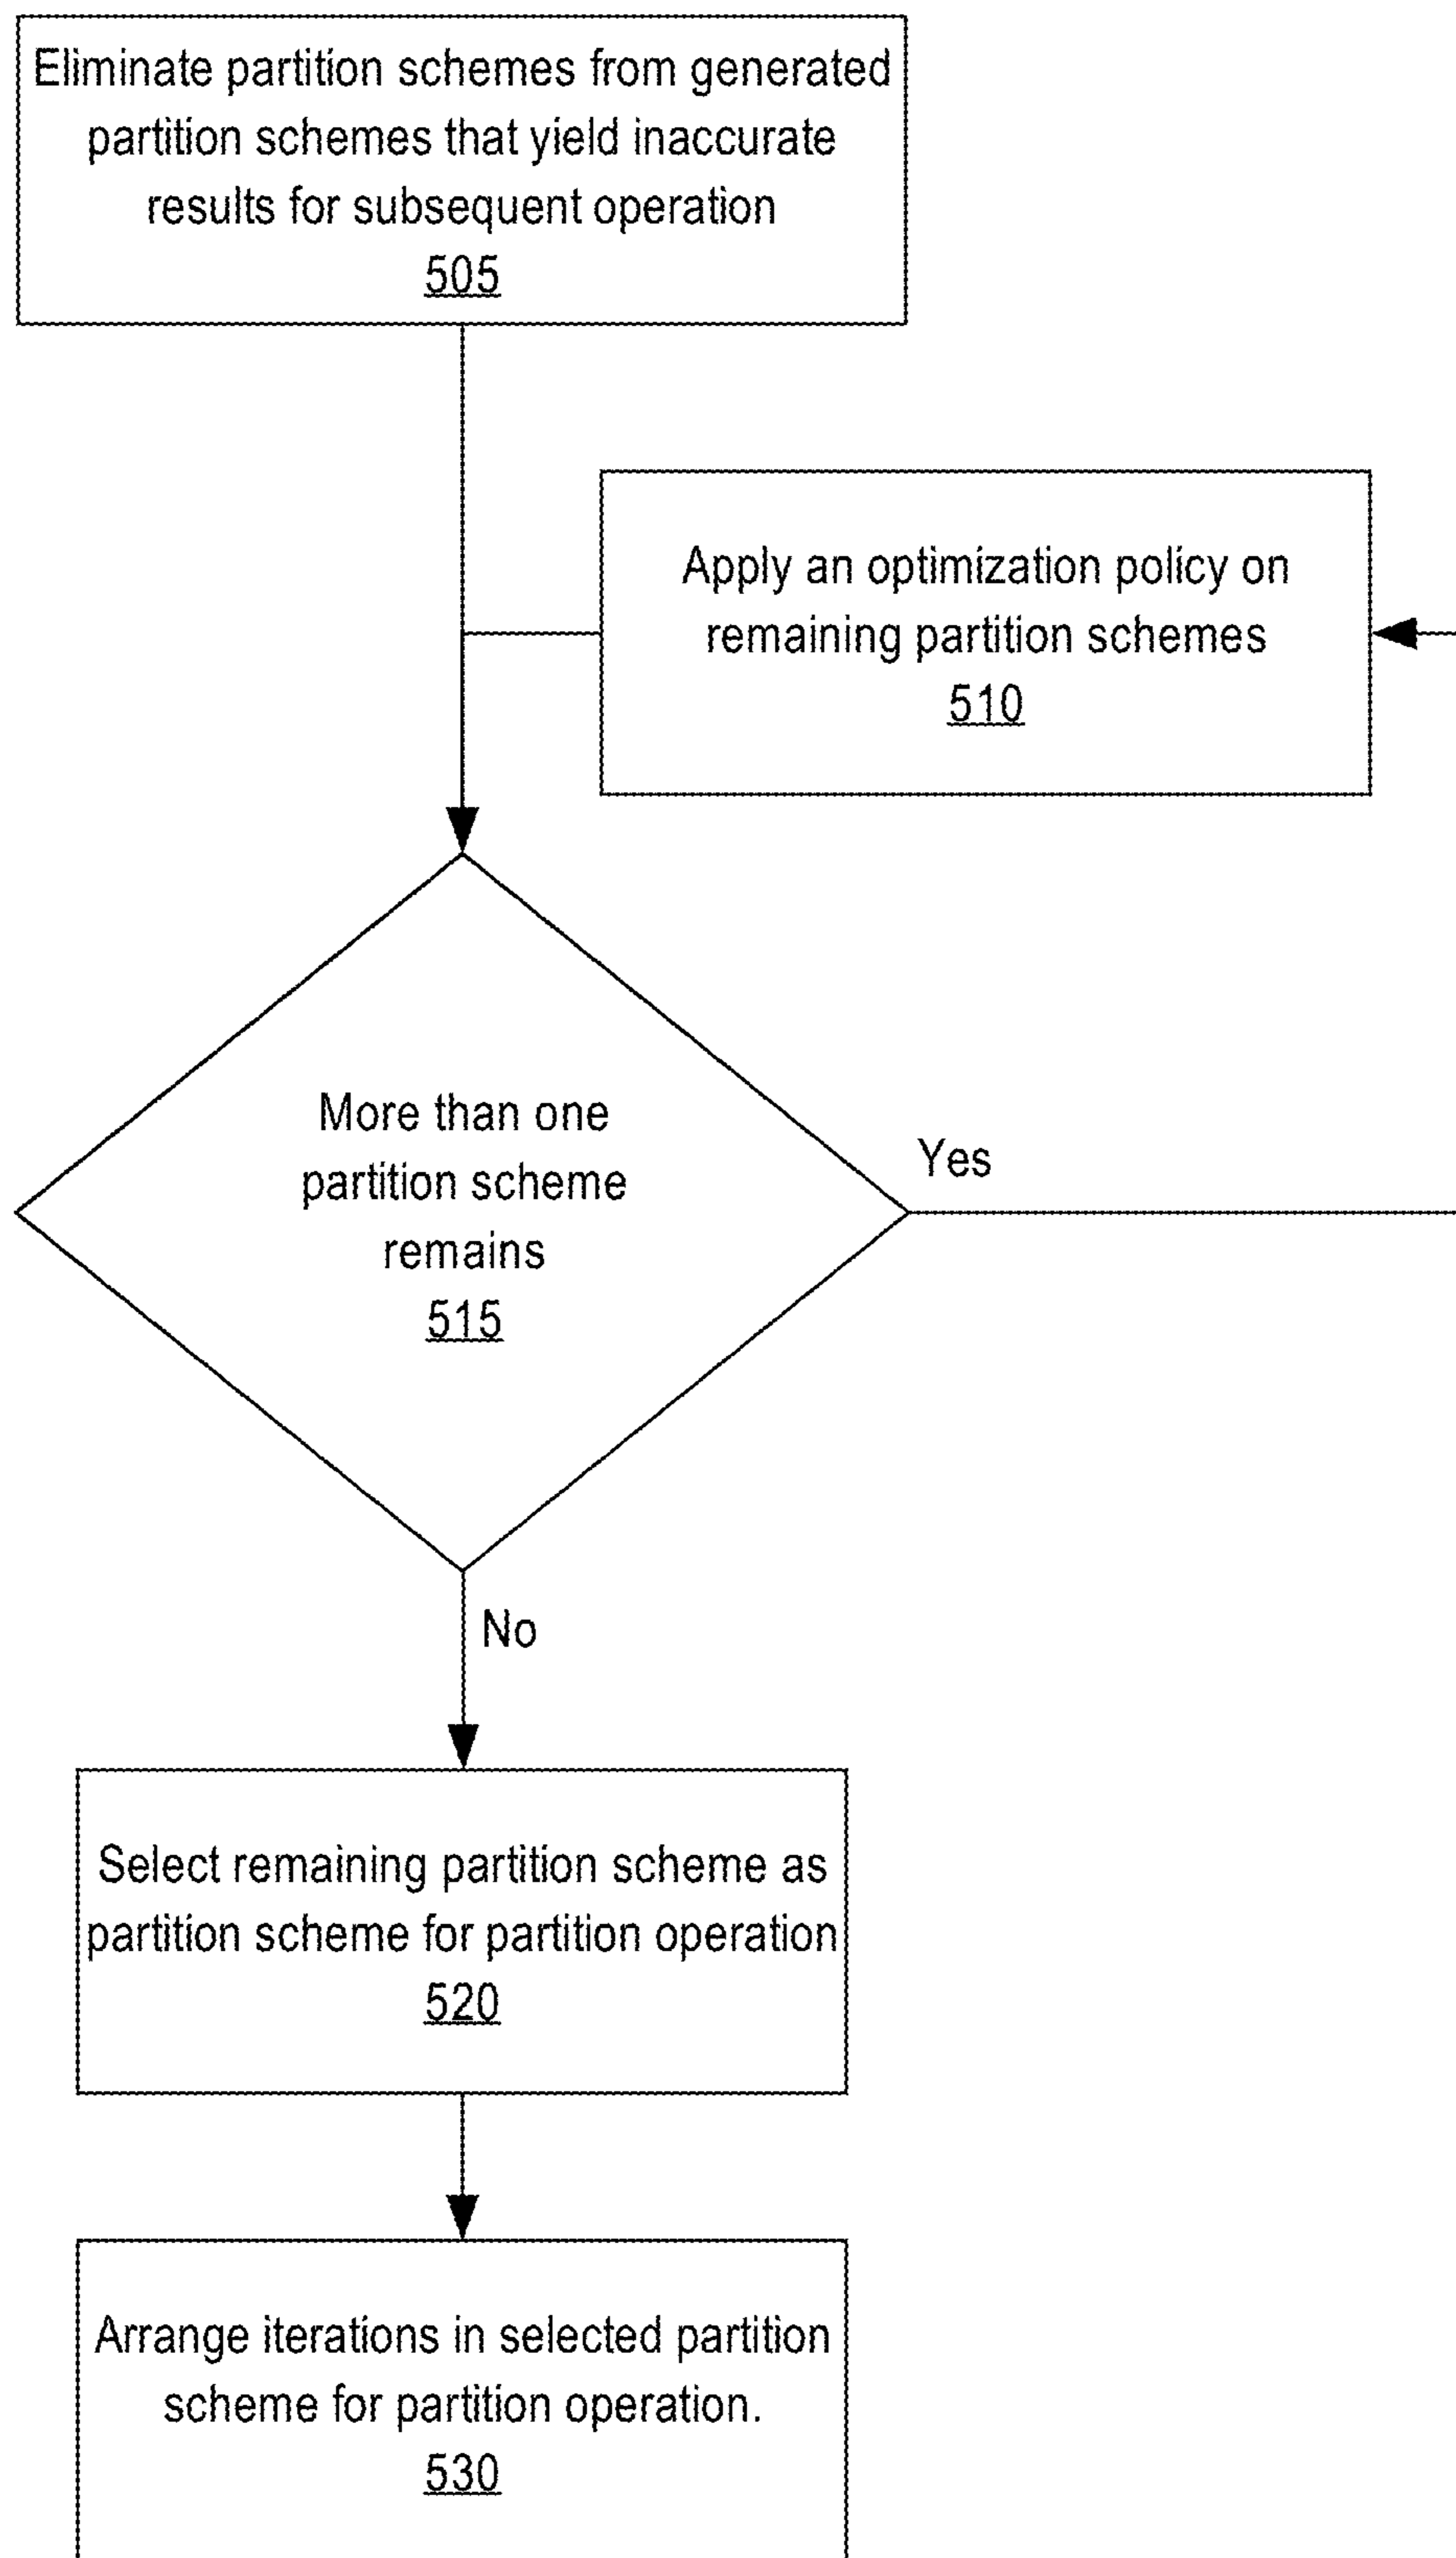 Eliminate partition schemes from generated
partition schemes that yield inaccurate
results for subsequent operation
505
Apply an optimization policy on
remaining partition schemes
510
More than one
partition scheme
remains
515
Yes
No
Select remaining partition scheme as
partition scheme for partition operation
520
Arrange iterations in selected partition
scheme for partition operation.
530